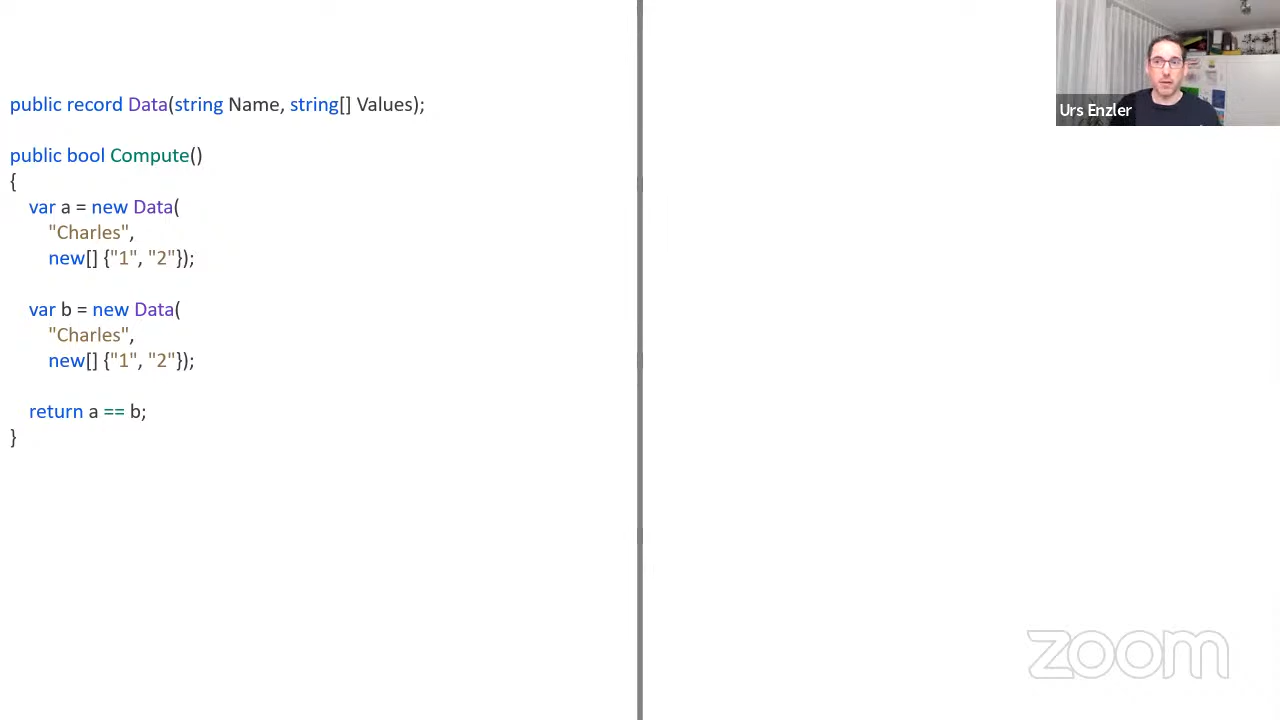 public record Data(string Name, string[] Values);
public bool Compute()
{
var a = new Data(
"Charles",
new[] {"1", "2"});
var b = new Data(
"Charles",
new[] {"1", "2"});
return a == b;
}
Urs Enzler
zoom